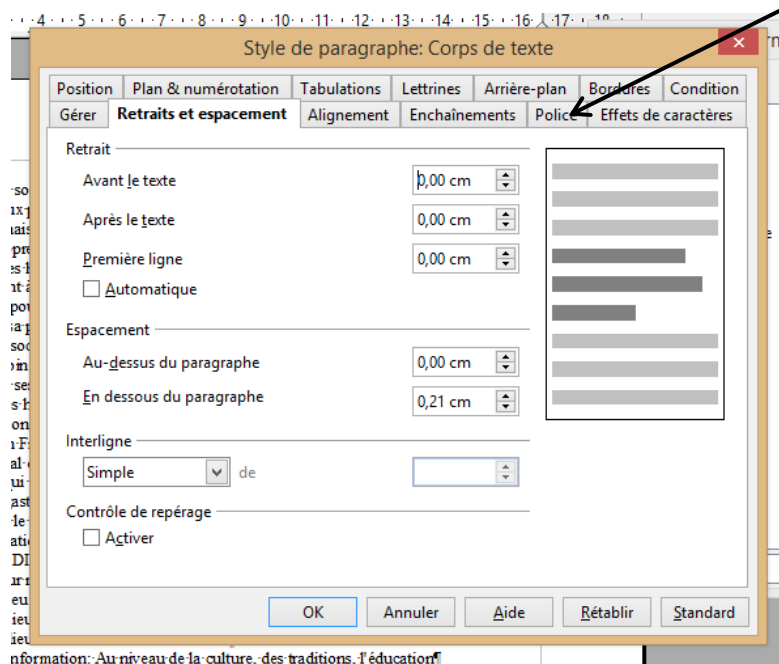 ·4· · ·5· · ·6· · ·7· · ·8· · ·9· · ·10· · ·11· · ·12· · ·13· · ·14· · ·15· · ·16· ·17· · ·18·
Style de paragraphe: Corps de texte
Position Plan & numérotation Tabulations Lettrines Arrière-plan Bordures Condition
Gérer Retraits et espacement Alignement Enchaînements Police Effets de caractères
Retrait
Avant le texte 0,00 cm
Après le texte 0,00 cm
Première ligne 0,00 cm
Automatique
Espacement
Au-dessus du paragraphe 0,00 cm
En dessous du paragraphe 0,21 cm
Interligne
Simple de
Contrôle de repérage
Activer
OK Annuler Aide Rétablir Standard
nformation:·Au·niveau·de·la·culture,·des·traditions,·l'éducation¶